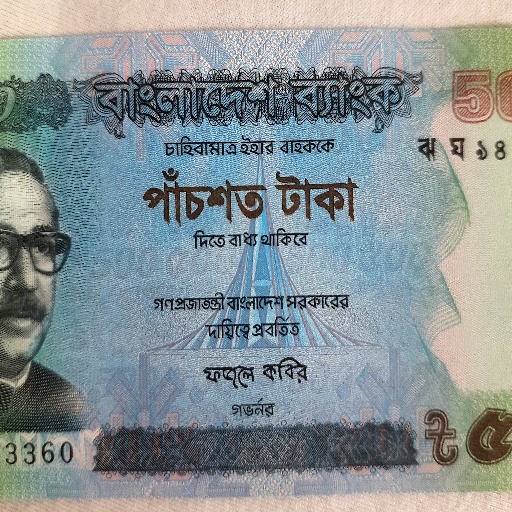 বাংলাদেশ ব্যাংক
50
চাহিবামাত্র ইহার বাহককে
ঝ ঘ ১৪
পাঁচশত টাকা
দিতে বাধ্য থাকিবে
গণপ্রজাতন্ত্রী বাংলাদেশ সরকারের
দায়িত্বে প্রবর্তিত
ফজলে কবির
গভর্নর
3360
৳ ৫